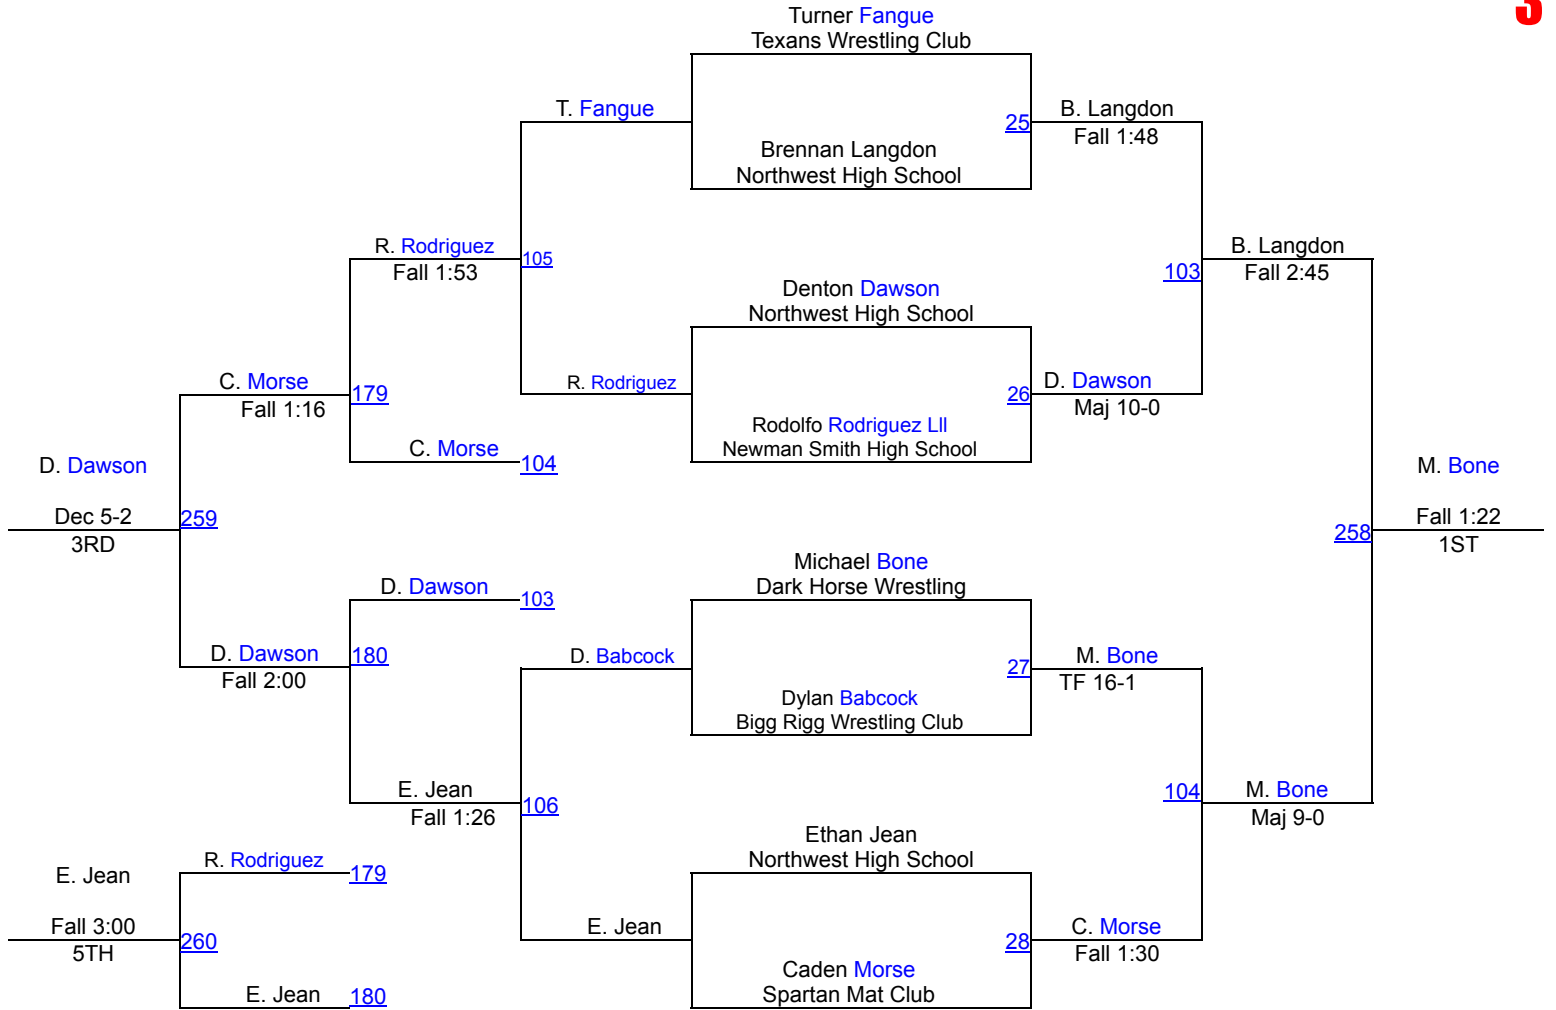 3
Turner Fangue
Texans Wrestling Club
T. Fangue
25
B. Langdon
Fall 1:48
Brennan Langdon
Northwest High School
R. Rodriguez
Fall 1:53
105
103
B. Langdon
Fall 2:45
Denton Dawson
Northwest High School
C. Morse
Fall 1:16
179
R. Rodriguez
26
D. Dawson
Maj 10-0
Rodolfo Rodriguez Lll
Newman Smith High School
C. Morse
104
D. Dawson
Dec 5-2
3RD
259
M. Bone
Fall 1:22
1ST
258
Michael Bone
Dark Horse Wrestling
D. Dawson
103
D. Dawson
Fall 2:00
180
D. Babcock
27
M. Bone
TF 16-1
Dylan Babcock
Bigg Rigg Wrestling Club
E. Jean
Fall 1:26
106
104
M. Bone
Maj 9-0
Ethan Jean
Northwest High School
R. Rodriguez
179
E. Jean
Fall 3:00
5TH
260
E. Jean
28
C. Morse
Fall 1:30
Caden Morse
Spartan Mat Club
E. Jean
180